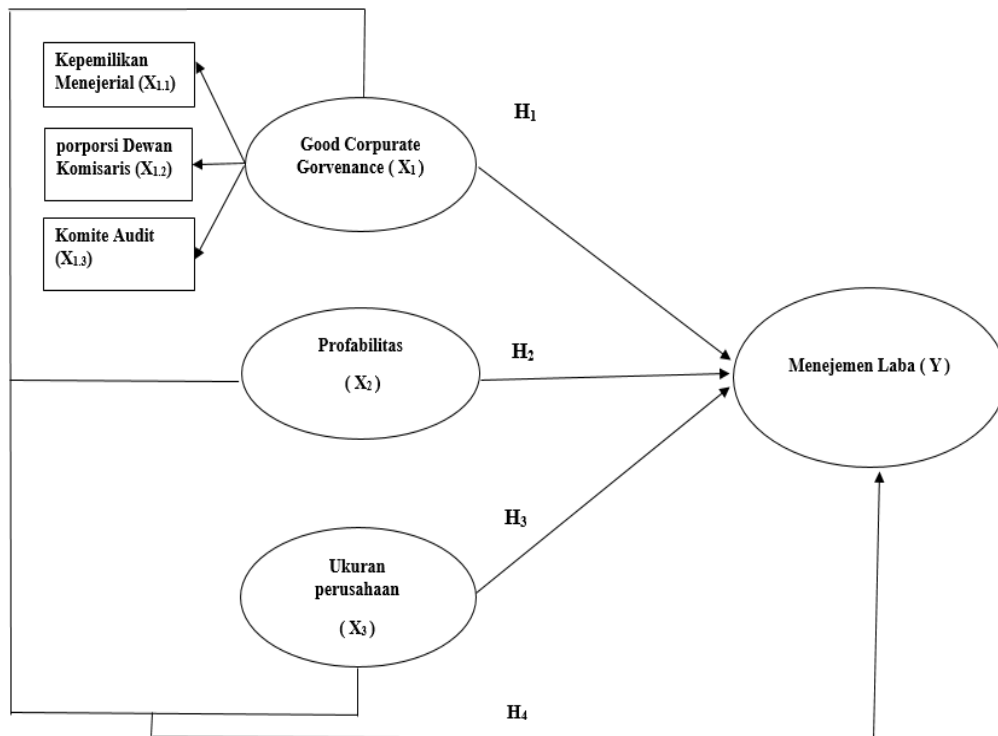 Kepemilikan
Menejerial (X1.1)
porporsi Dewan
Komisaris (X1.2)
Komite Audit
(X1.3)
Good Corpurate
Gorvenance ( X1 )
H1
Profabilitas
( X2 )
H2
Menejemen Laba ( Y )
H3
Ukuran
perusahaan
( X3 )
H4